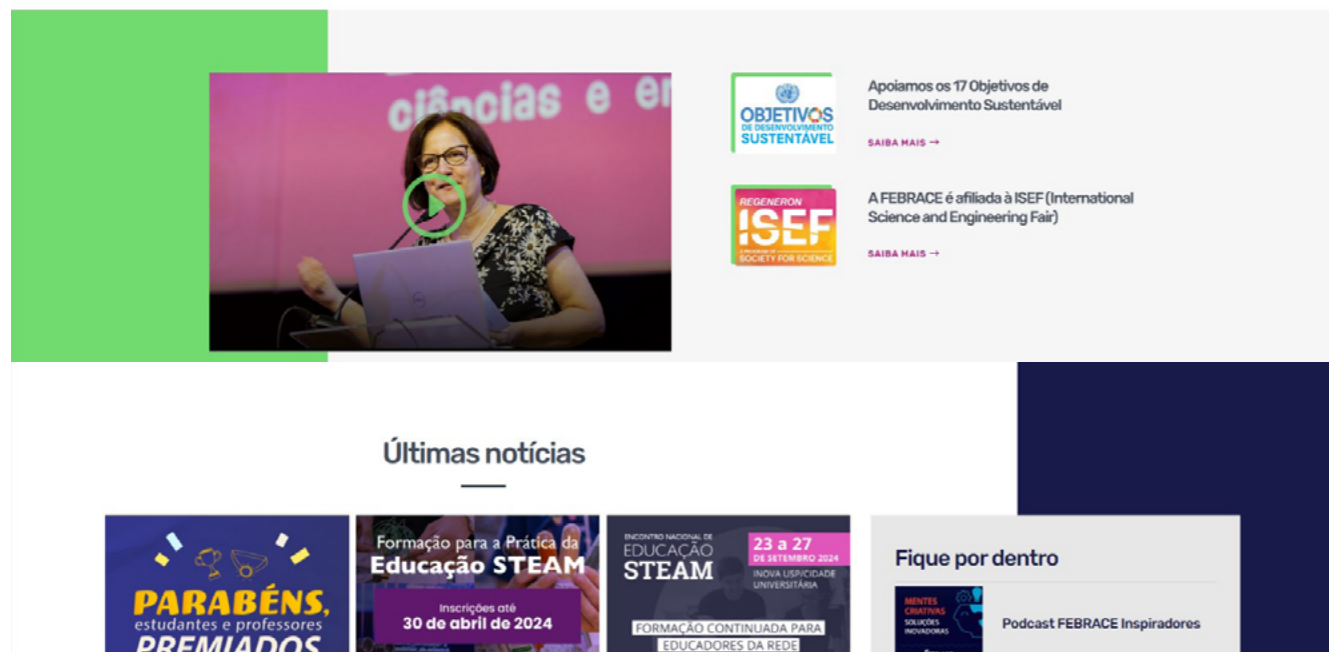 ciências e
OBJETIVOS
DE DESENVOLVIMENTO
SUSTENTÁVEL
Apoiamos os 17 Objetivos de
Desenvolvimento Sustentável
SAIBA MAIS →
REGENERON
ISEF
A PROGRAM OF
SOCIETY FOR SCIENCE
A FEBRACE é afiliada à ISEF (International
Science and Engineering Fair)
SAIBA MAIS →
Últimas notícias
PARABÉNS,
estudantes e professores
PREMIADOS
Formação para a Prática da
Educação STEAM
Inscrições até
30 de abril de 2024
ENCONTRO NACIONAL DE
EDUCAÇÃO
STEAM
23 a 27
DE SETEMBRO 2024
INOVA USP/CIDADE
UNIVERSITÁRIA
FORMAÇÃO CONTINUADA PARA
EDUCADORES DA REDE
Fique por dentro
MENTES
CRIATIVAS
SOLUÇÕES
INOVADORAS
Podcast FEBRACE Inspiradores